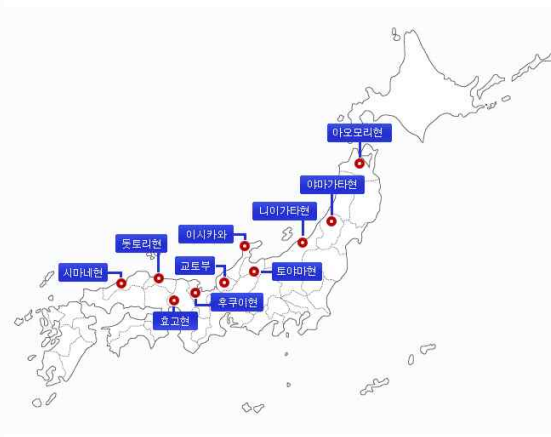 아오모리현
야마가타현
니이가타현
이시카와
돗토리현
교토부
토야마현
시마네현
후쿠이현
효고현